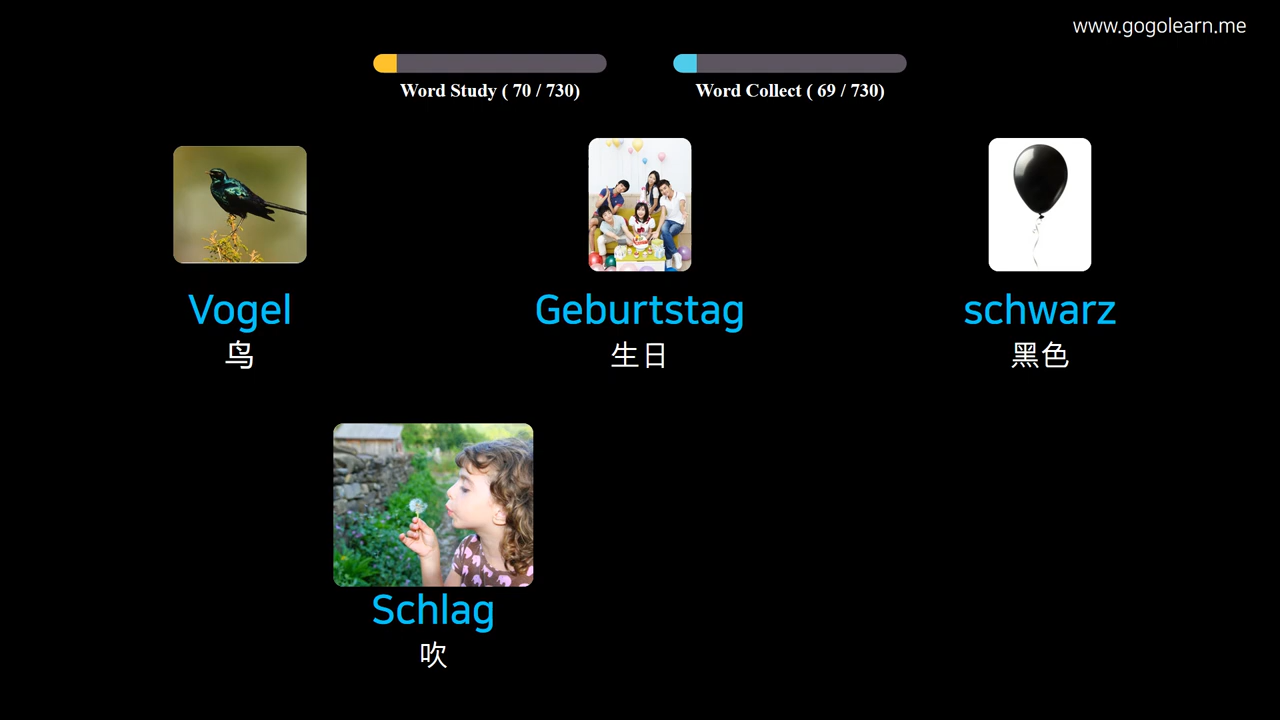 www.gogolearn.me
Word Study ( 70 / 730)
Word Collect ( 69 / 730)
Vogel
鸟
Geburtstag
生日
schwarz
黑色
Schlag
吹